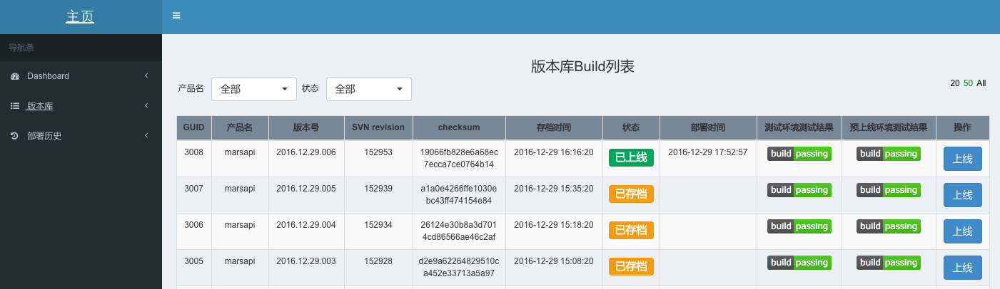 主页
导航条
Dashboard
版本库
部署历史
版本库Build列表
产品名 全部 状态 全部
20 50 All
GUID 产品名 版本号 SVN revision checksum 存档时间 状态 部署时间 测试环境测试结果 预上线环境测试结果 操作
3008 marsapi 2016.12.29.006 152953 19066fb828e6a68ec 2016-12-29 16:16:20 已上线 2016-12-29 17:52:57 build passing build passing 上线
7ecca7ce0764b14
3007 marsapi 2016.12.29.005 152939 a1a0e4266ffe1030e 2016-12-29 15:35:20 已存档 build passing build passing 上线
bc43ff474154e84
3006 marsapi 2016.12.29.004 152934 26124e30b8a3d701 2016-12-29 15:18:20 已存档 build passing build passing 上线
4cd86566ae46c2af
3005 marsapi 2016.12.29.003 152928 d2e9a62264829510c 2016-12-29 15:08:20 已存档 build passing build passing 上线
a452e33713a5a97